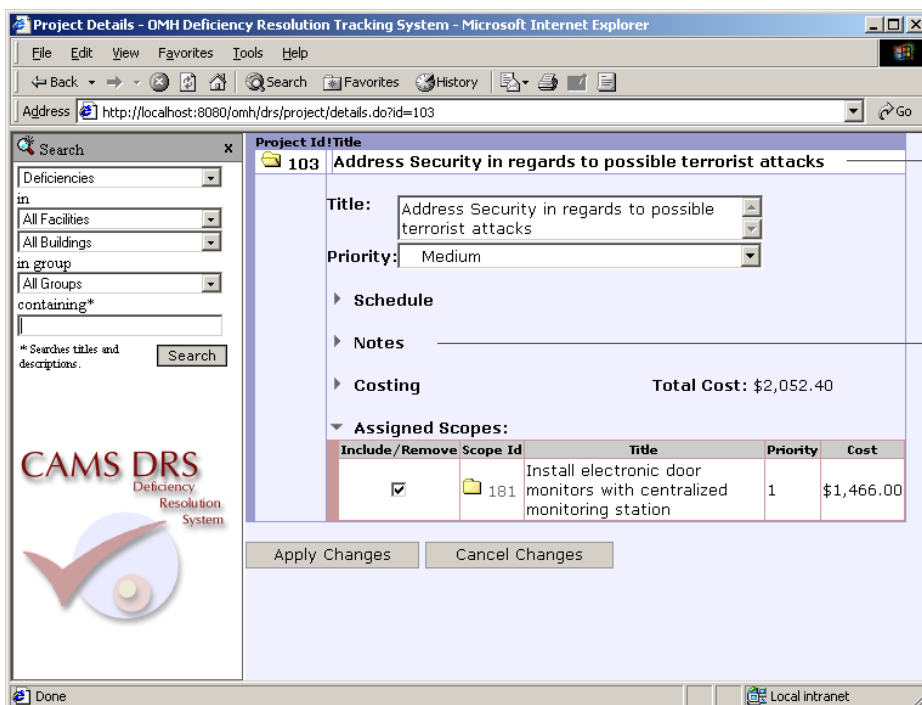 Project Details - OMH Deficiency Resolution Tracking System - Microsoft Internet Explorer
File Edit View Favorites Tools Help
Back Search Favorites History
Address http://localhost:8080/omh/drs/project/details.do?id=103 Go
Search x
Deficiencies
in
All Facilities
All Buildings
in group
All Groups
containing*
* Searches titles and
descriptions.
Search
CAMS DRS
Deficiency
Resolution
System
Project Id!Title
103 Address Security in regards to possible terrorist attacks
Title: Address Security in regards to possible
terrorist attacks
Priority: Medium
Schedule
Notes
Costing Total Cost: $2,052.40
Assigned Scopes:
Include/Remove Scope Id Title Priority Cost
181 Install electronic door
monitors with centralized
monitoring station
1 $1,466.00
Apply Changes Cancel Changes
Done Local intranet